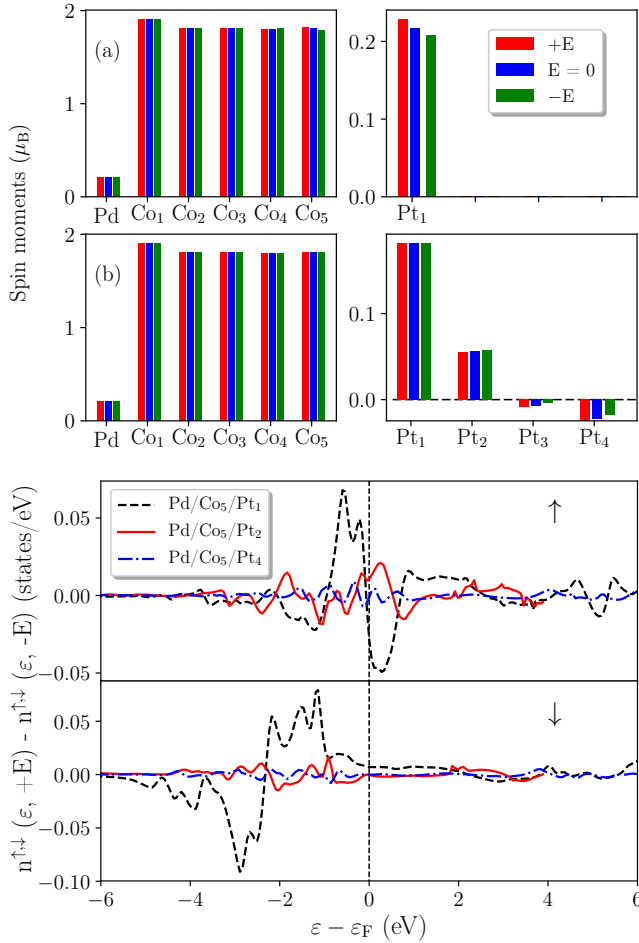 (a)
2
1
0
Pd Co₁ Co₂ Co₃ Co₄ Co₅
0.2
0.1
0.0
Pt₁
+E
E = 0
−E
Spin moments (μ_B)
(b)
2
1
0
Pd Co₁ Co₂ Co₃ Co₄ Co₅
0.1
0.0
Pt₁ Pt₂ Pt₃ Pt₄
n↑,↓ (ε, +E) - n↑,↓ (ε, -E) (states/eV)
0.05
0.00
−0.05
Pd/Co₅/Pt₁
Pd/Co₅/Pt₂
Pd/Co₅/Pt₄
↑
0.05
0.00
−0.05
−0.10
↓
−6 −4 −2 0 2 4 6
ε − ε_F (eV)